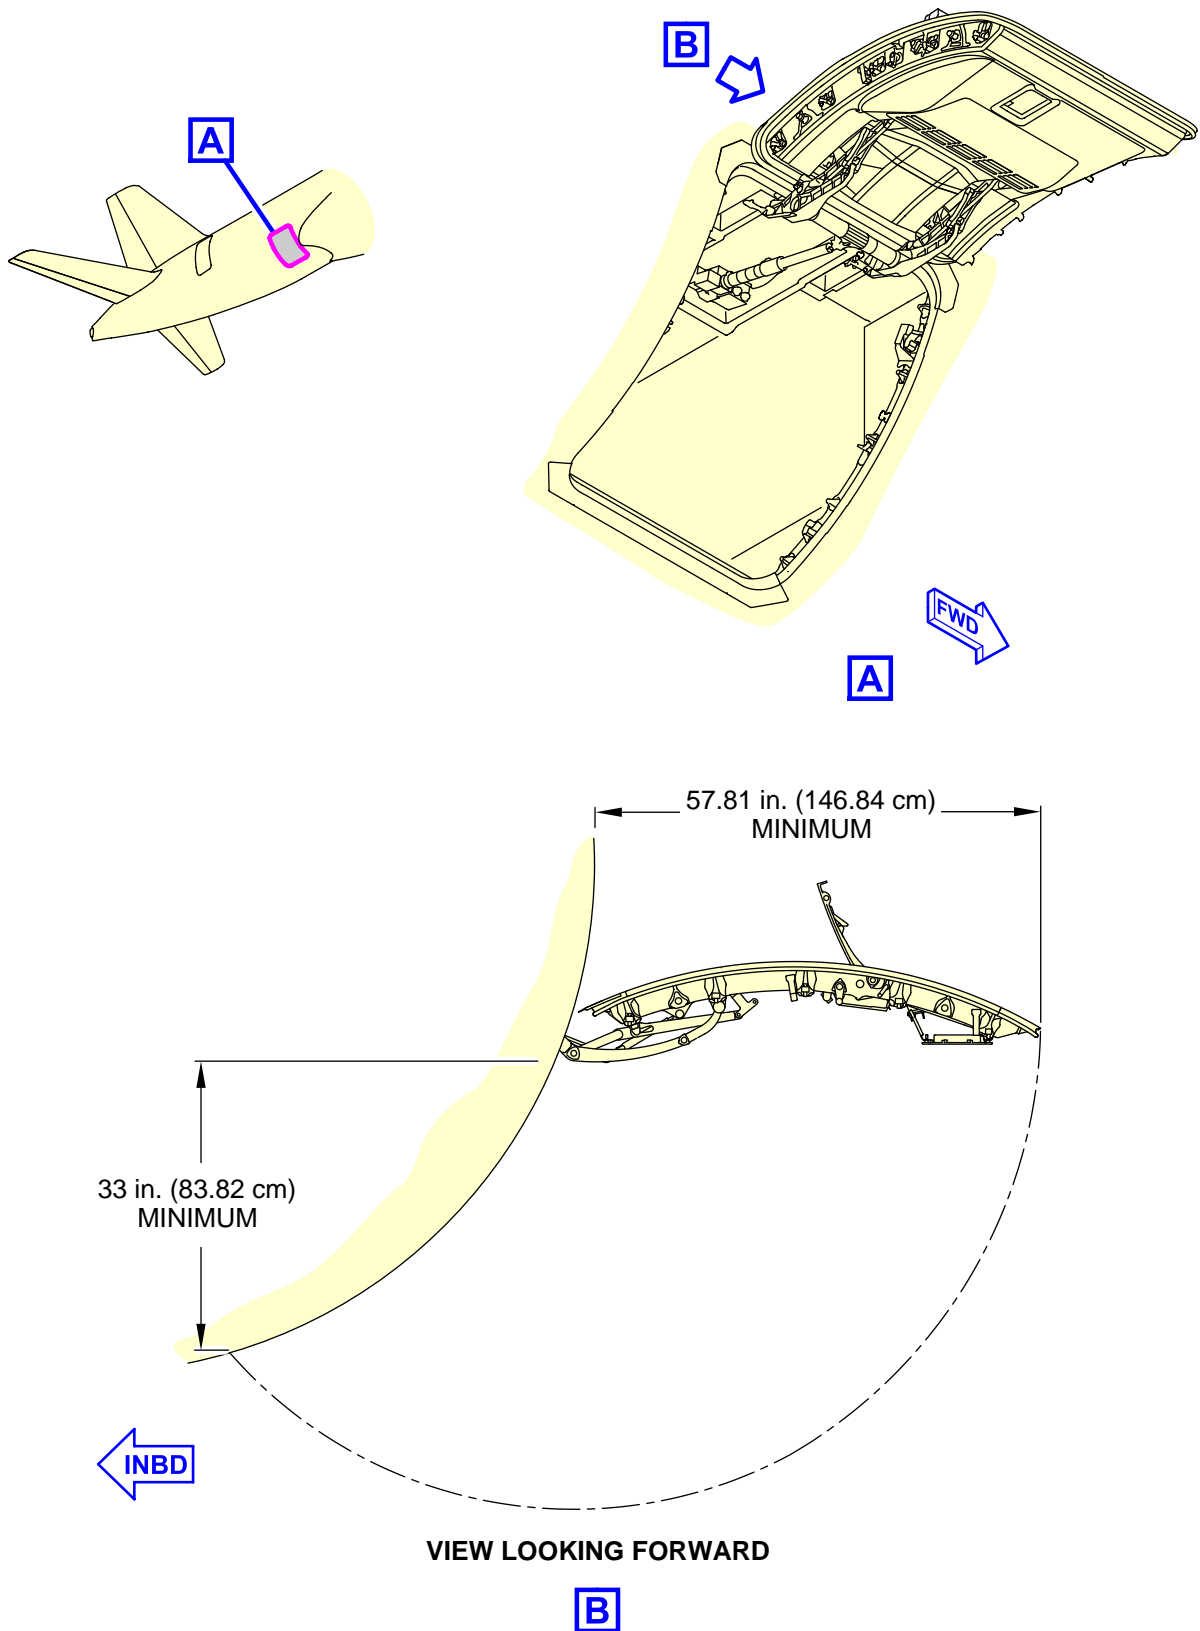 B
A
FWD
A
57.81 in. (146.84 cm)
MINIMUM
33 in. (83.82 cm)
MINIMUM
INBD
VIEW LOOKING FORWARD
B